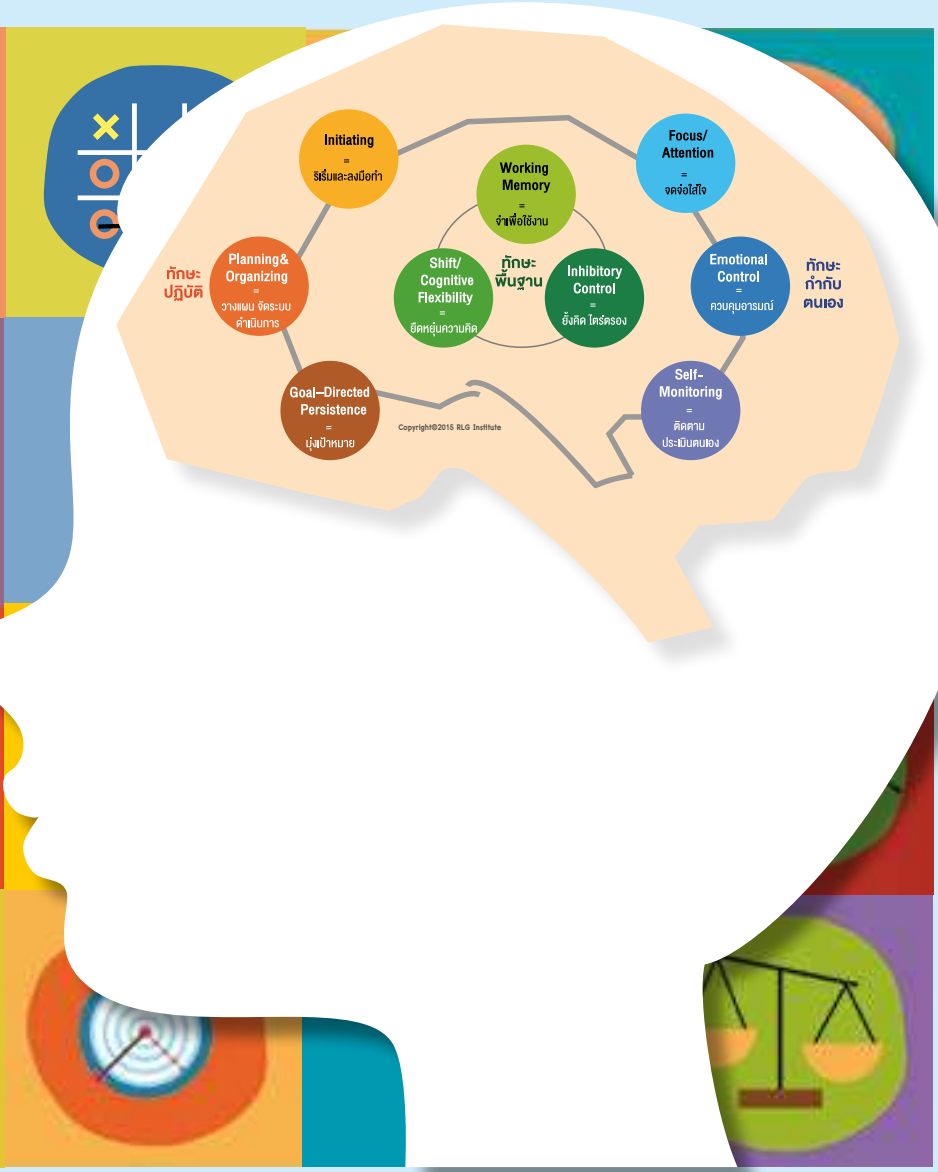 Initiating
=
ริเริ่มและลงมือทำ
Focus/
Attention
=
จดจ่อใส่ใจ
Working
Memory
=
จำเพื่อใช้งาน
ทักษะ
ปฏิบัติ
Planning&
Organizing
=
วางแผน จัดระบบ
ดำเนินการ
Shift/
Cognitive
Flexibility
=
ยืดหยุ่นความคิด
ทักษะ
พื้นฐาน
Inhibitory
Control
=
ยั้งคิด ไตร่ตรอง
Emotional
Control
=
ควบคุมอารมณ์
ทักษะ
กำกับ
ตนเอง
Goal–Directed
Persistence
=
มุ่งเป้าหมาย
Self–
Monitoring
=
ติดตาม
ประเมินตนเอง
Copyright©2015 RLG Institute